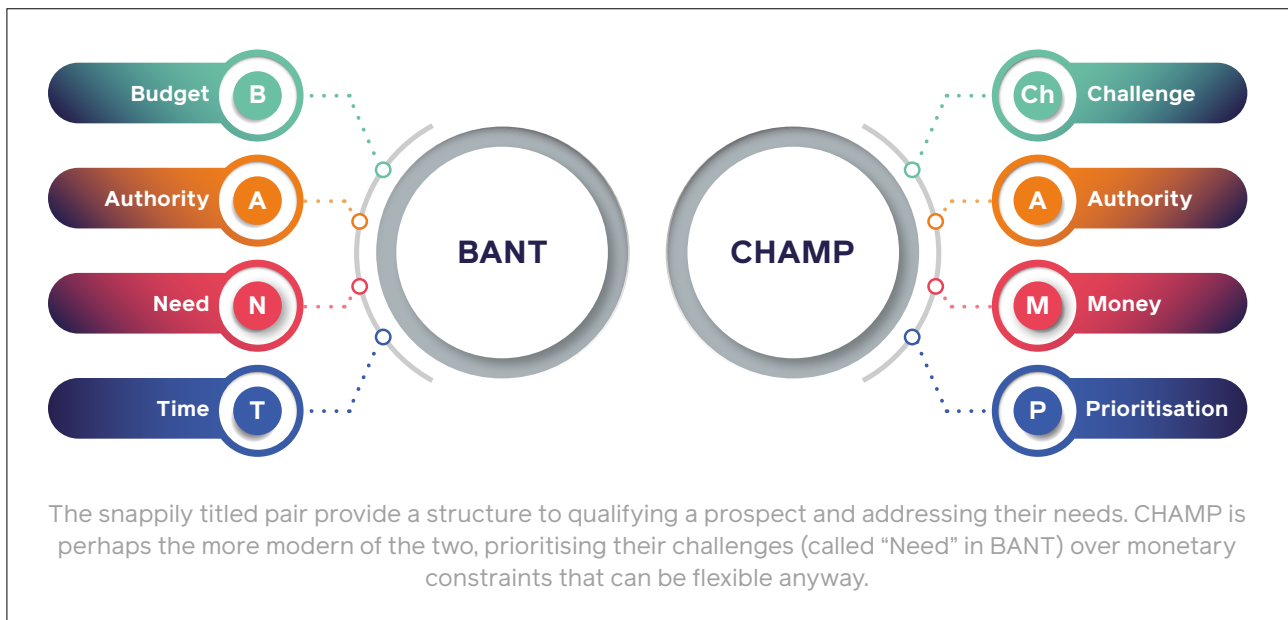 Budget B
Authority A
Need N
Time T
BANT
CHAMP
Ch Challenge
A Authority
M Money
P Prioritisation
The snappily titled pair provide a structure to qualifying a prospect and addressing their needs. CHAMP is
perhaps the more modern of the two, prioritising their challenges (called “Need” in BANT) over monetary
constraints that can be flexible anyway.